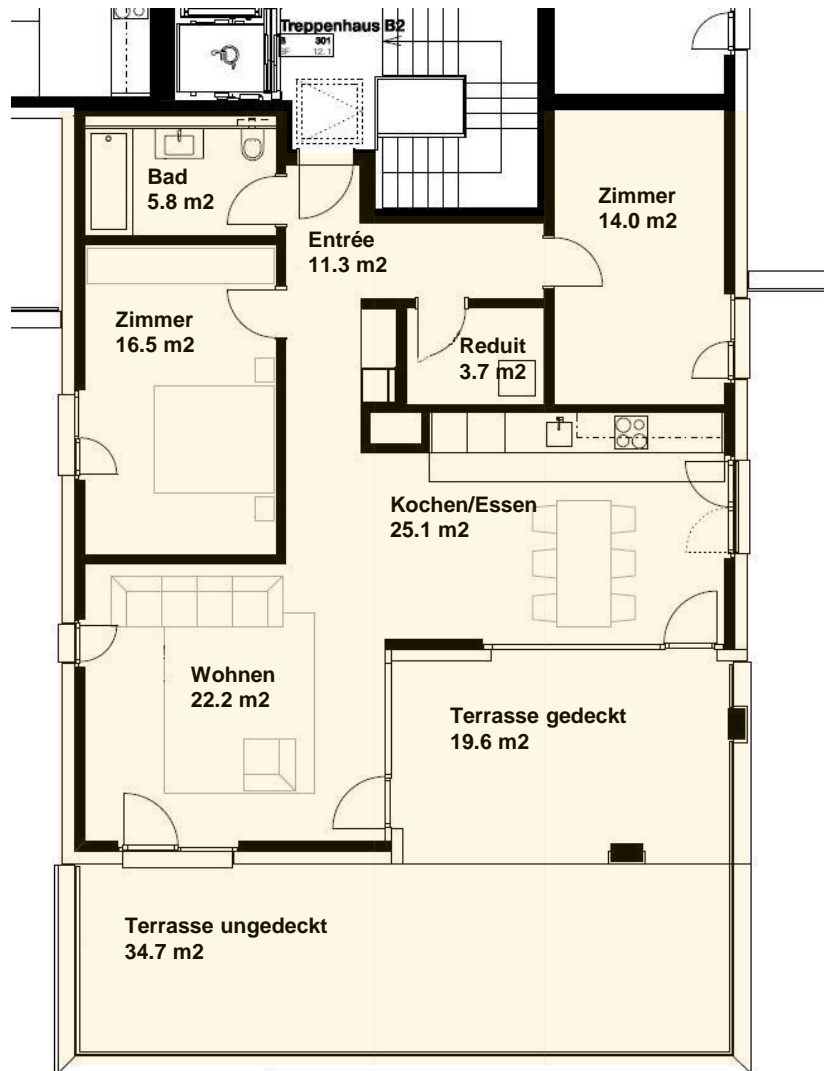 Treppenhaus B2
301
12.1
Bad
5.8 m2
Zimmer
14.0 m2
Entrée
11.3 m2
Zimmer
16.5 m2
Reduit
3.7 m2
Kochen/Essen
25.1 m2
Wohnen
22.2 m2
Terrasse gedeckt
19.6 m2
Terrasse ungedeckt
34.7 m2